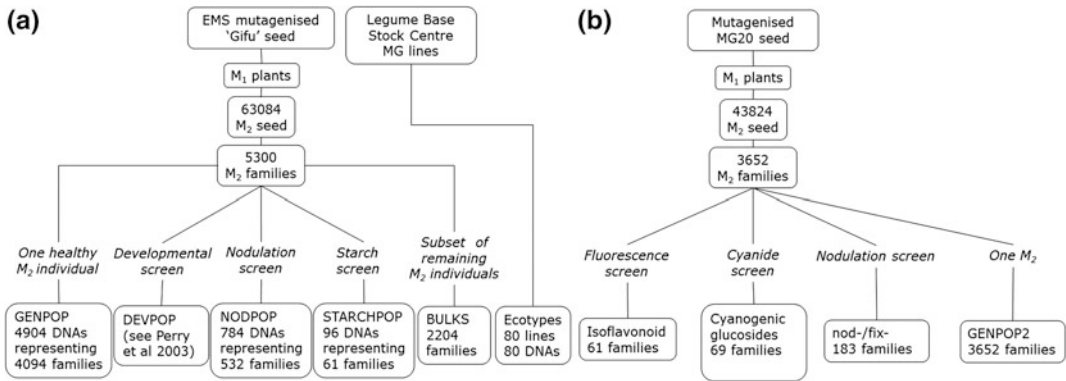 (a)
EMS mutagenised
‘Gifu’ seed
Legume Base
Stock Centre
MG lines
M1 plants
63084
M2 seed
5300
M2 families
One healthy
M2 individual
Developmental
screen
Nodulation
screen
Starch
screen
Subset of
remaining
M2 individuals
GENPOP
4904 DNAs
representing
4094 families
DEVPOP
(see Perry
et al 2003)
NODPOP
784 DNAs
representing
532 families
STARCHPOP
96 DNAs
representing
61 families
BULKS
2204
families
Ecotypes
80 lines
80 DNAs
(b)
Mutagenised
MG20 seed
M1 plants
43824
M2 seed
3652
M2 families
Fluorescence
screen
Cyanide
screen
Nodulation screen
One M2
Isoflavonoid
61 families
Cyanogenic
glucosides
69 families
nod-/fix-
183 families
GENPOP2
3652 families